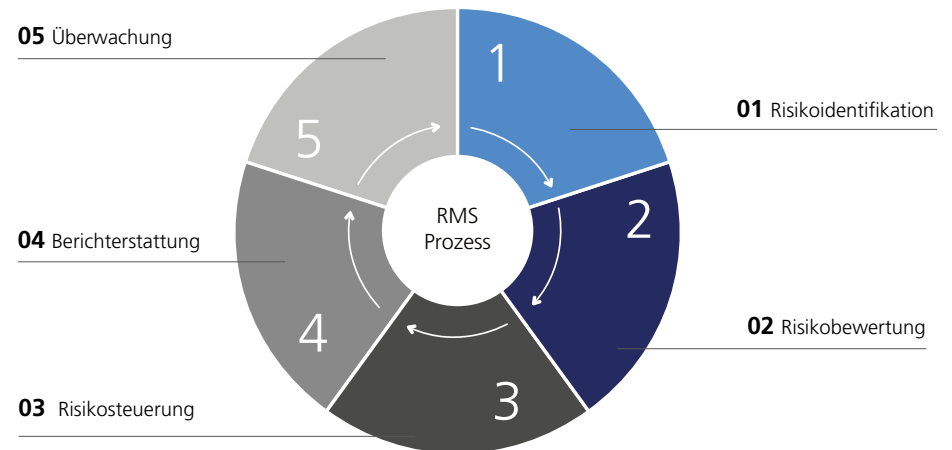 05 Überwachung
1
01 Risikoidentifikation
5
RMS
Prozess
2
04 Berichterstattung
4
02 Risikobewertung
3
03 Risikosteuerung